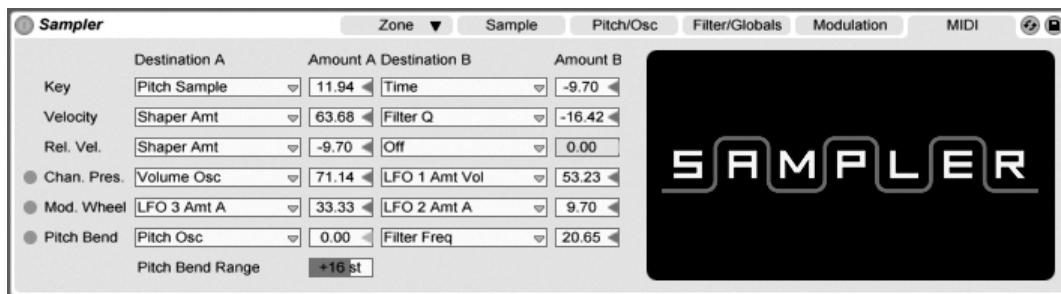 Sampler Zone Sample Pitch/Osc Filter/Globals Modulation MIDI
Destination A Amount A Destination B Amount B
Key Pitch Sample 11.94 Time -9.70
Velocity Shaper Amt 63.68 Filter Q -16.42
Rel. Vel. Shaper Amt -9.70 Off 0.00
Chan. Pres. Volume Osc 71.14 LFO 1 Amt Vol 53.23
Mod. Wheel LFO 3 Amt A 33.33 LFO 2 Amt A 9.70
Pitch Bend Pitch Osc 0.00 Filter Freq 20.65
Pitch Bend Range +16 st
SAMPLER